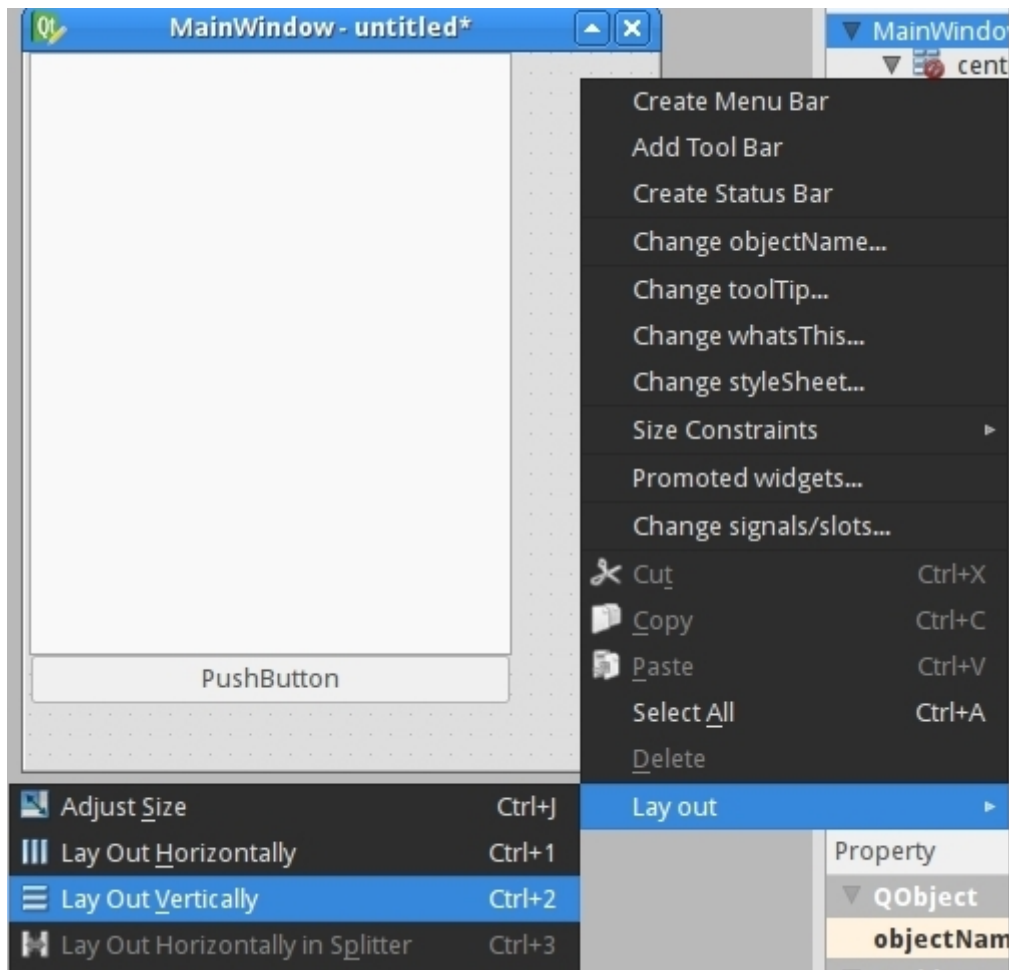 MainWindow - untitled*
MainWindow
cent
Create Menu Bar
Add Tool Bar
Create Status Bar
Change objectName...
Change toolTip...
Change whatsThis...
Change styleSheet...
Size Constraints
Promoted widgets...
Change signals/slots...
Cut Ctrl+X
Copy Ctrl+C
Paste Ctrl+V
Select All Ctrl+A
Delete
Lay out
PushButton
Adjust Size Ctrl+J
Lay Out Horizontally Ctrl+1
Lay Out Vertically Ctrl+2
Lay Out Horizontally in Splitter Ctrl+3
Property
QObject
objectNam